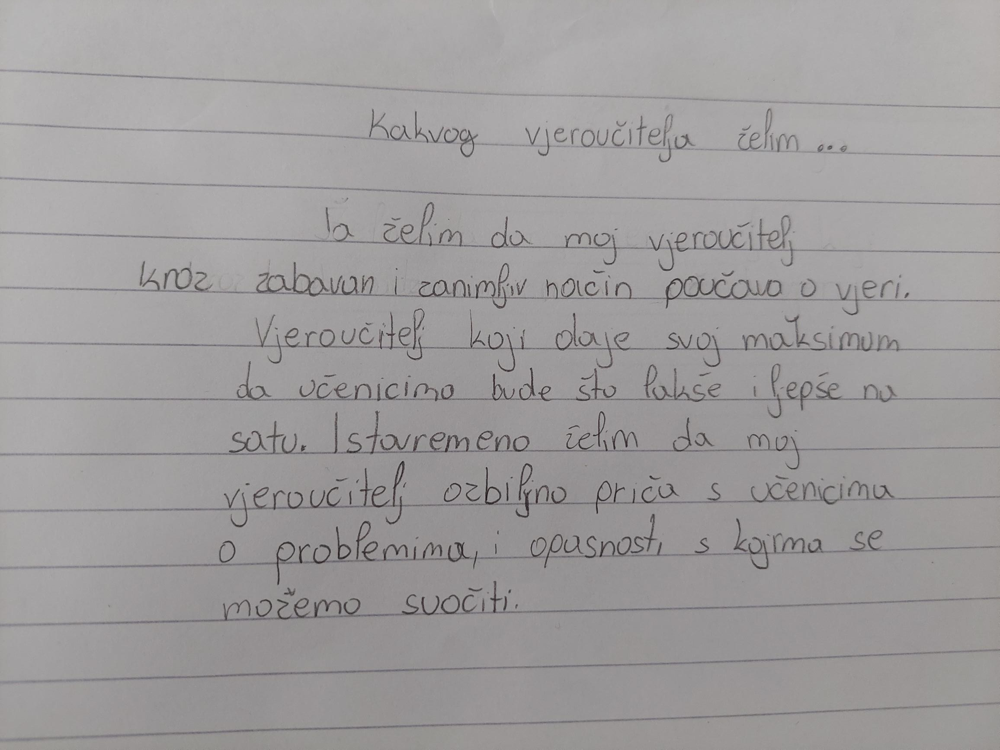 Kakvog vjeroučitelja želim...
Ja želim da moj vjeroučitelj
kroz zabavan i zanimljiv način poučava o vjeri.
Vjeroučitelj koji daje svoj maksimum
da učenicima bude što lakše i ljepše na
satu. Istovremeno želim da moj
vjeroučitelj ozbiljno priča s učenicima
o problemima, i opasnosti s kojima se
možemo suočiti.